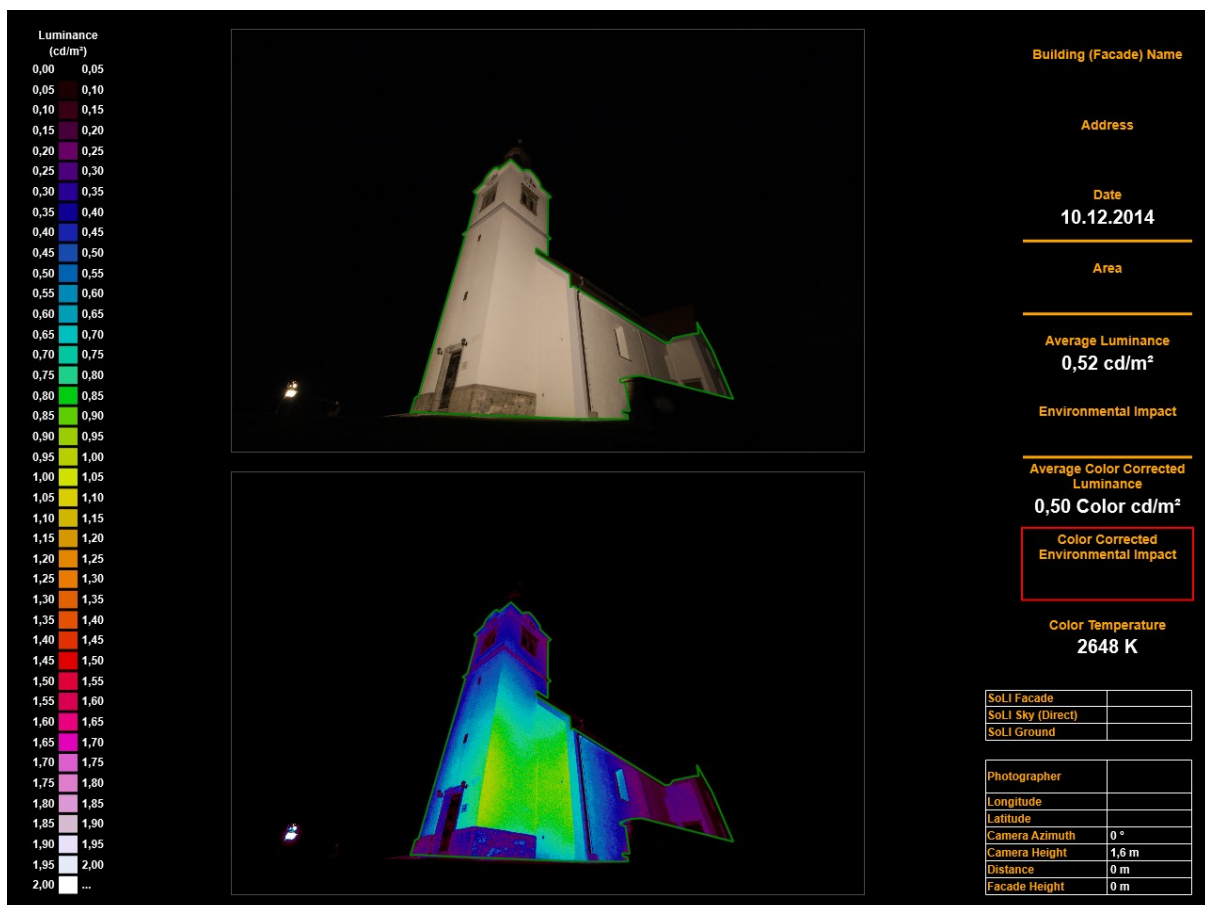 Luminance
(cd/m²)
0,00 0,05
0,05 0,10
0,10 0,15
0,15 0,20
0,20 0,25
0,25 0,30
0,30 0,35
0,35 0,40
0,40 0,45
0,45 0,50
0,50 0,55
0,55 0,60
0,60 0,65
0,65 0,70
0,70 0,75
0,75 0,80
0,80 0,85
0,85 0,90
0,90 0,95
0,95 1,00
1,00 1,05
1,05 1,10
1,10 1,15
1,15 1,20
1,20 1,25
1,25 1,30
1,30 1,35
1,35 1,40
1,40 1,45
1,45 1,50
1,50 1,55
1,55 1,60
1,60 1,65
1,65 1,70
1,70 1,75
1,75 1,80
1,80 1,85
1,85 1,90
1,90 1,95
1,95 2,00
2,00 ...
Building (Facade) Name
Address
Date
10.12.2014
Area
Average Luminance
0,52 cd/m²
Environmental Impact
Average Color Corrected
Luminance
0,50 Color cd/m²
Color Corrected
Environmental Impact
Color Temperature
2648 K
SoLI Facade
SoLI Sky (Direct)
SoLI Ground
Photographer
Longitude
Latitude
Camera Azimuth 0 °
Camera Height 1,6 m
Distance 0 m
Facade Height 0 m